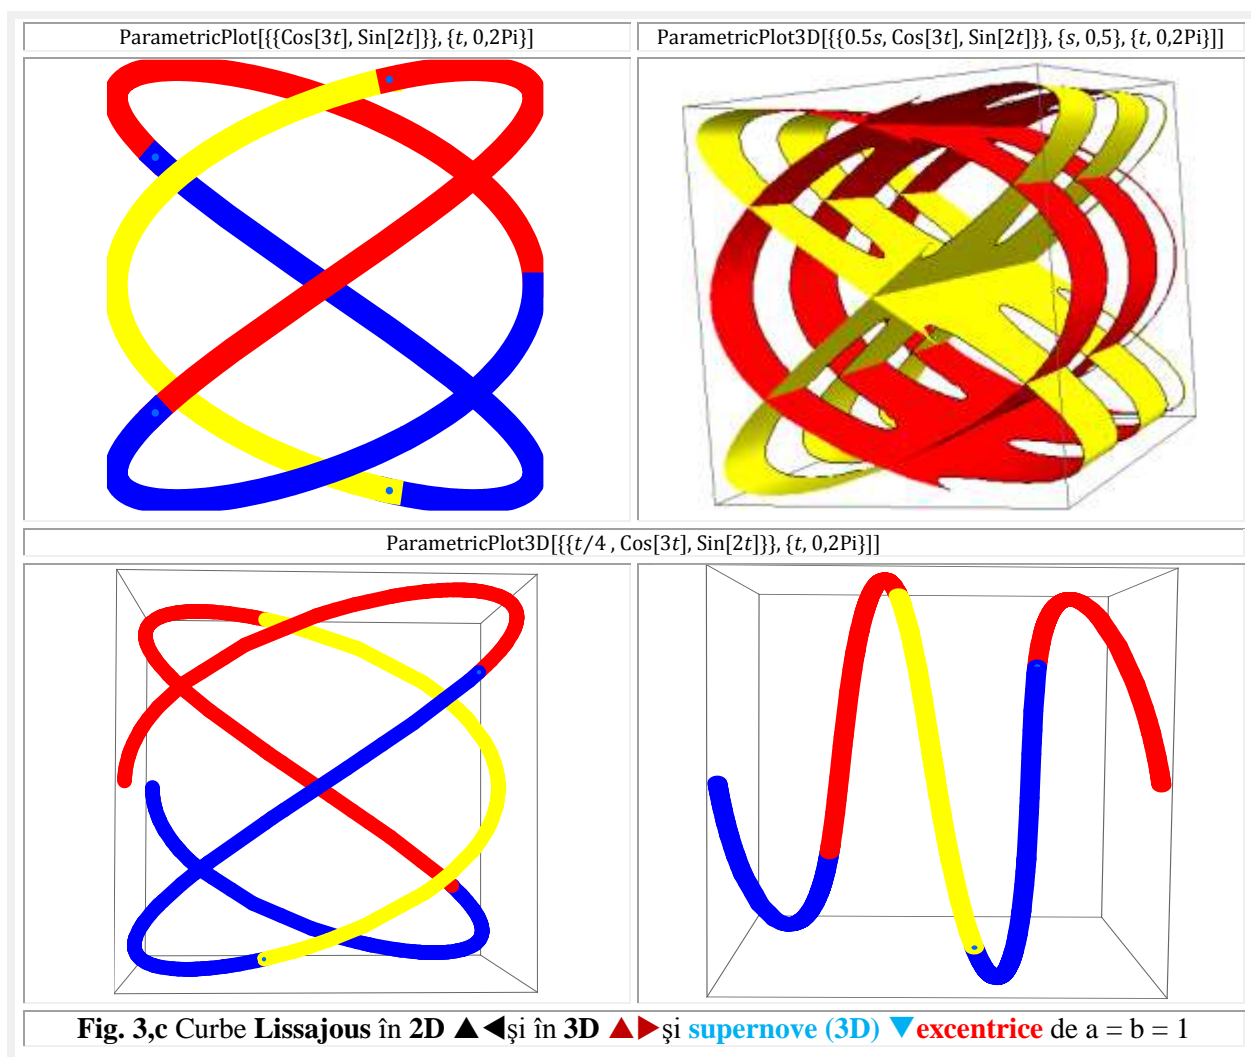 ParametricPlot[{{Cos[3t], Sin[2t]}}, {t, 0,2Pi}]
ParametricPlot3D[{{0.5s, Cos[3t], Sin[2t]}}, {s, 0,5}, {t, 0,2Pi}]]
ParametricPlot3D[{{t/4 , Cos[3t], Sin[2t]}}, {t, 0,2Pi}]]
Fig. 3,c Curbe Lissajous în 2D ▲◄şi în 3D ▲►şi supernove (3D) ▼excentrice de a = b = 1